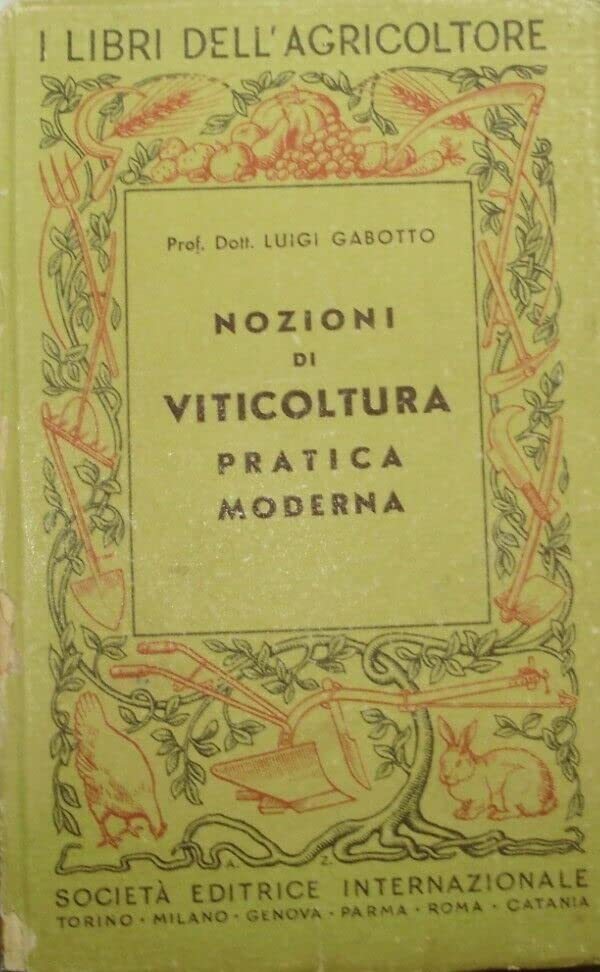 I LIBRI DELL'AGRICOLTORE
Prof. Dott. LUIGI GABOTTO
NOZIONI
DI
VITICOLTURA
PRATICA
MODERNA
A. Z.
SOCIETÀ EDITRICE INTERNAZIONALE
TORINO · MILANO · GENOVA · PARMA · ROMA · CATANIA